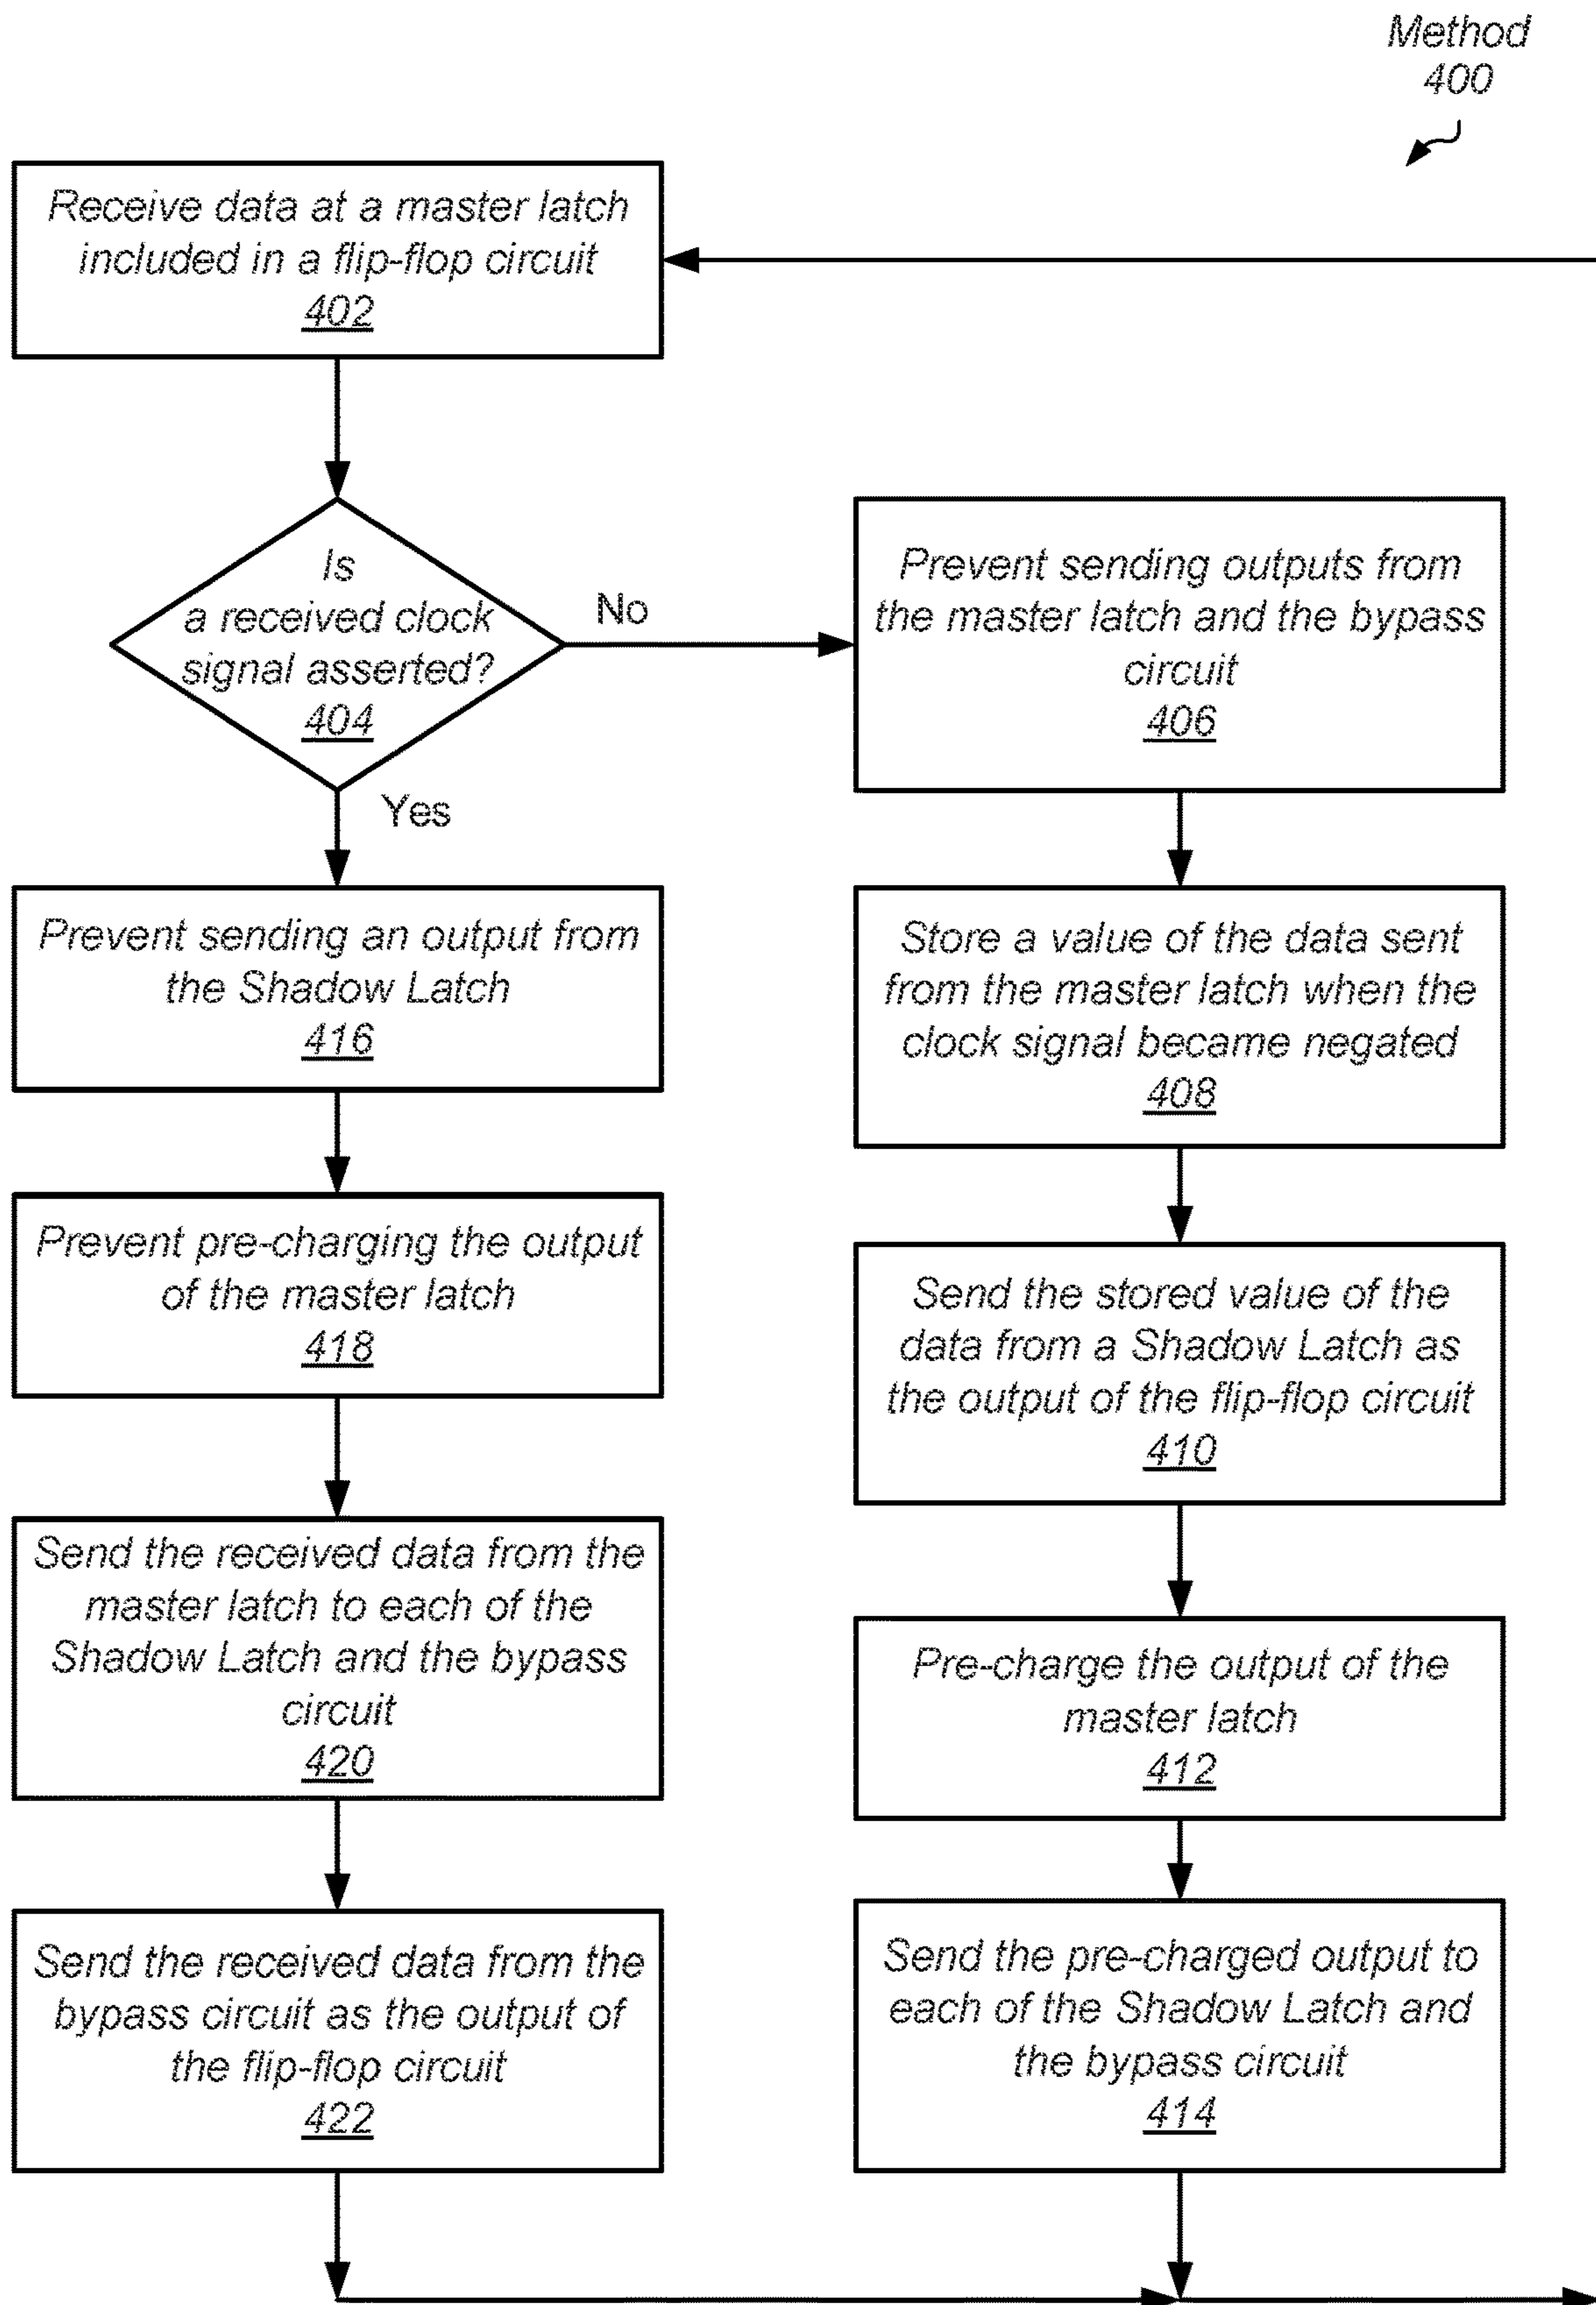 Method
400
Receive data at a master latch
included in a flip-flop circuit
402
Is
a received clock
signal asserted?
404
No
Yes
Prevent sending outputs from
the master latch and the bypass
circuit
406
Prevent sending an output from
the Shadow Latch
416
Store a value of the data sent
from the master latch when the
clock signal became negated
408
Prevent pre-charging the output
of the master latch
418
Send the stored value of the
data from a Shadow Latch as
the output of the flip-flop circuit
410
Send the received data from the
master latch to each of the
Shadow Latch and the bypass
circuit
420
Pre-charge the output of the
master latch
412
Send the received data from the
bypass circuit as the output of
the flip-flop circuit
422
Send the pre-charged output to
each of the Shadow Latch and
the bypass circuit
414